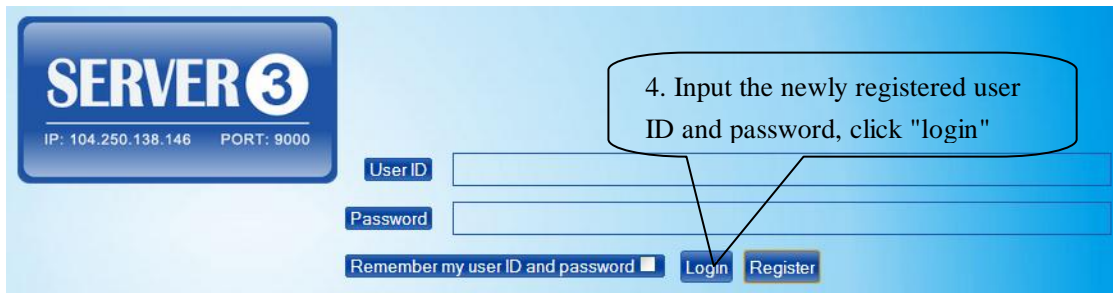 SERVER 3
IP: 104.250.138.146 PORT: 9000
4. Input the newly registered user
ID and password, click "login"
User ID
Password
Remember my user ID and password
Login
Register